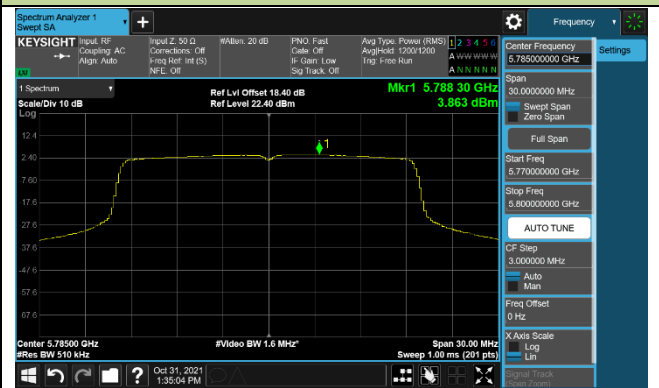 Spectrum Analyzer 1
Swept SA
+
Frequency
KEYSIGHT
Input: RF
Coupling: AC
Align: Auto
Input Z: 50 Ω
Corrections: Off
Freq Ref: Int (S)
NFE: Off
#Atten: 20 dB
PNO: Fast
Gate: Off
IF Gain: Low
Sig Track: Off
Avg Type: Power (RMS)
Avg|Hold: 1200/1200
Trig: Free Run
1 2 3 4 5 6
A W W W W W
A N N N N N
LXI
Center Frequency
5.785000000 GHz
Settings
Span
30.0000000 MHz
Swept Span
Zero Span
Full Span
Start Freq
5.770000000 GHz
Stop Freq
5.800000000 GHz
AUTO TUNE
CF Step
3.000000 MHz
Auto
Man
Freq Offset
0 Hz
X Axis Scale
Log
Lin
Signal Track
(Span Zoom)
1 Spectrum
Scale/Div 10 dB
Log
Ref Lvl Offset 18.40 dB
Ref Level 22.40 dBm
Mkr1 5.788 30 GHz
3.863 dBm
1
12.4
2.40
-7.60
-17.6
-27.6
-37.6
-47.6
-57.6
-67.6
Center 5.78500 GHz
#Res BW 510 kHz
#Video BW 1.6 MHz*
Span 30.00 MHz
Sweep 1.00 ms (201 pts)
?
Oct 31, 2021
1:35:04 PM